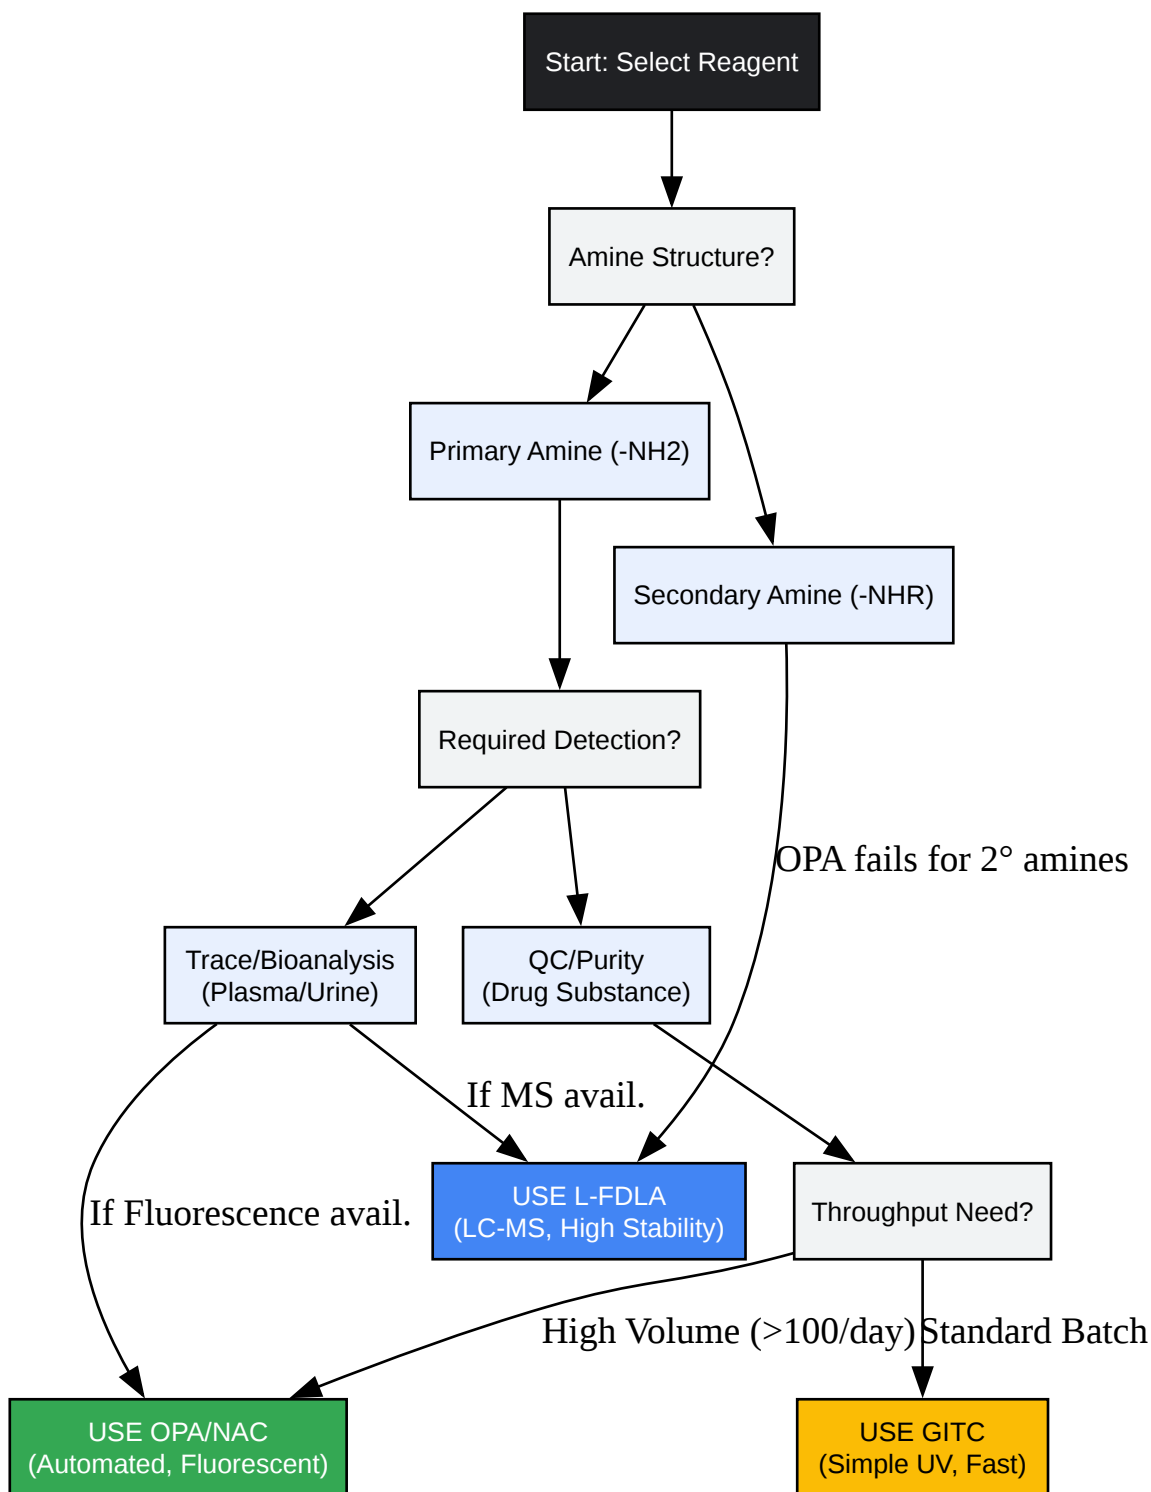 Start: Select Reagent
Amine Structure?
Primary Amine (-NH2)
Secondary Amine (-NHR)
Required Detection?
OPA fails for 2° amines
Trace/Bioanalysis
(Plasma/Urine)
QC/Purity
(Drug Substance)
If MS avail.
If Fluorescence avail.
USE L-FDLA
(LC-MS, High Stability)
Throughput Need?
High Volume (>100/day)
Standard Batch
USE OPA/NAC
(Automated, Fluorescent)
USE GITC
(Simple UV, Fast)